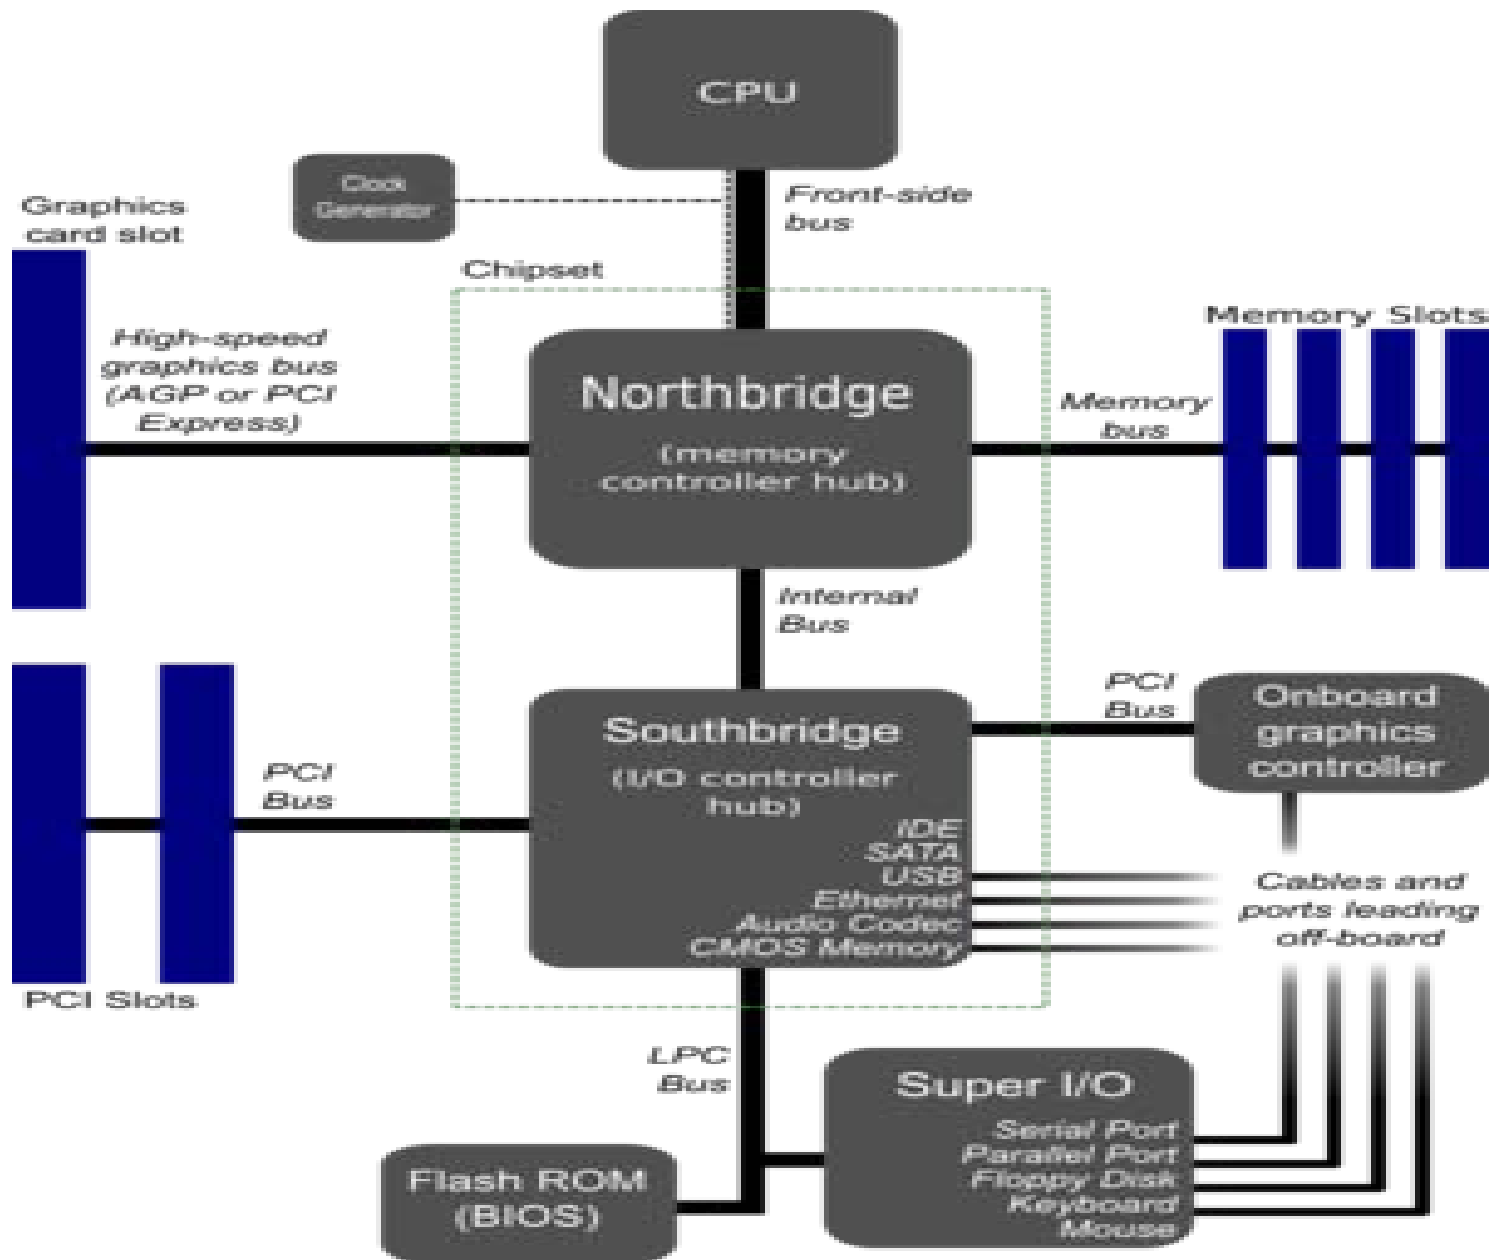 CPU
Clock
Generator
Front-side
bus
Graphics
card slot
Chipset
High-speed
graphics bus
(AGP or PCI
Express)
Northbridge
(memory
controller hub)
Memory Slots
Memory
bus
Internal
Bus
PCI
Bus
Onboard
graphics
controller
Southbridge
(I/O controller
hub)
IDE
SATA
USB
Ethernet
Audio Codec
CMOS Memory
PCI
Bus
PCI Slots
Cables and
ports leading
off-board
LPC
Bus
Super I/O
Serial Port
Parallel Port
Floppy Disk
Keyboard
Mouse
Flash ROM
(BIOS)